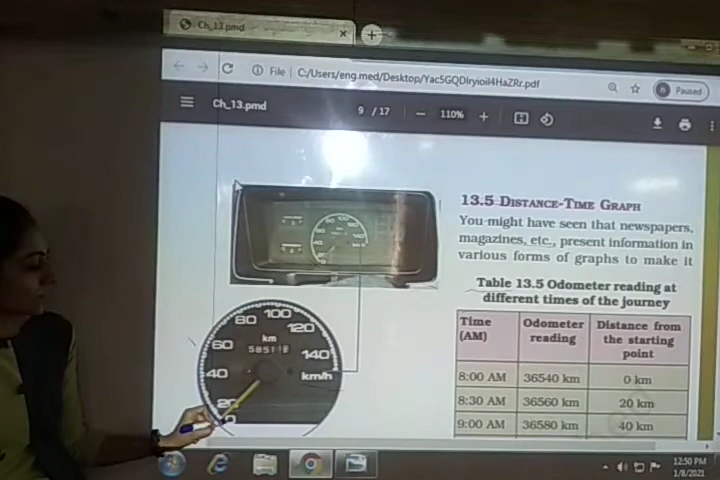 Ch_13.pmd
File | C:/Users/eng.med/Desktop/Yac5GQDIryioil4HaZRr.pdf
Paused
Ch_13.pmd
9 / 17
110%
13.5 DISTANCE-TIME GRAPH
You might have seen that newspapers,
magazines, etc., present information in
various forms of graphs to make it
Table 13.5 Odometer reading at
different times of the journey
Time (AM) Odometer reading Distance from the starting point
8:00 AM 36540 km 0 km
8:30 AM 36560 km 20 km
9:00 AM 36580 km 40 km
80 100
120
60
km
140
40
km/h
20
0
12:50 PM
1/8/2021